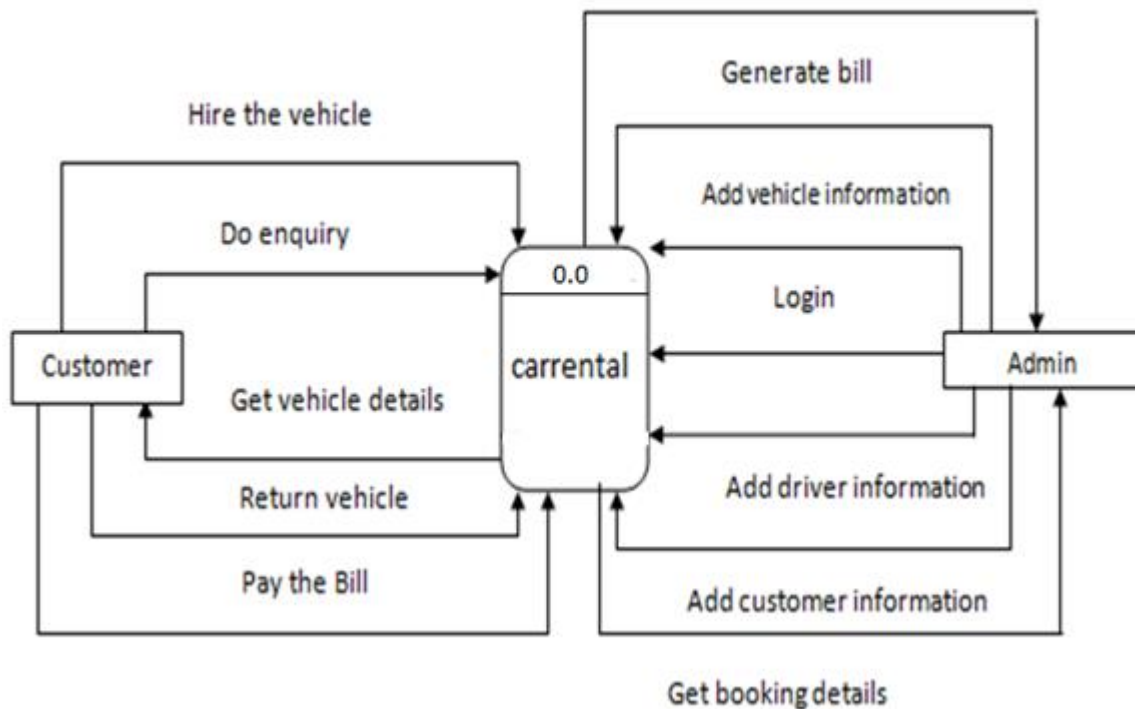 Generate bill
Hire the vehicle
Add vehicle information
Do enquiry
0.0
Login
carrental
Customer
Admin
Get vehicle details
Add driver information
Return vehicle
Pay the Bill
Add customer information
Get booking details